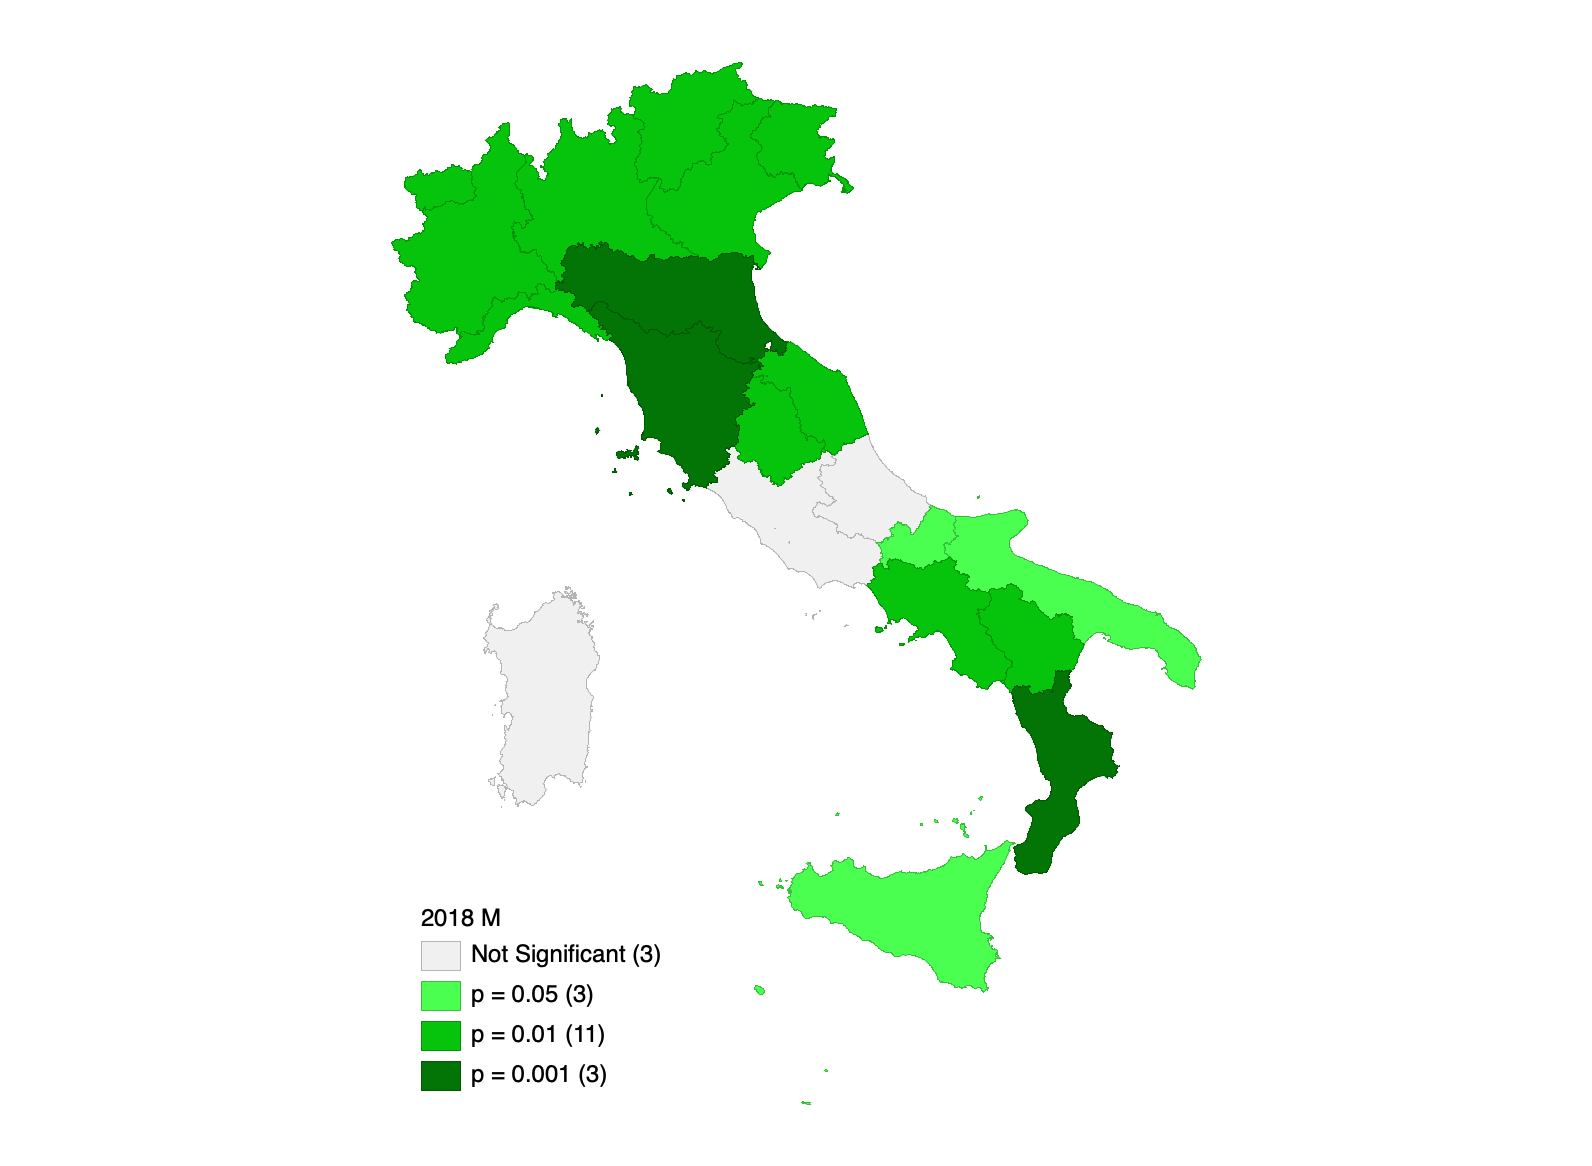 2018 M
Not Significant (3)
p = 0.05 (3)
p = 0.01 (11)
p = 0.001 (3)